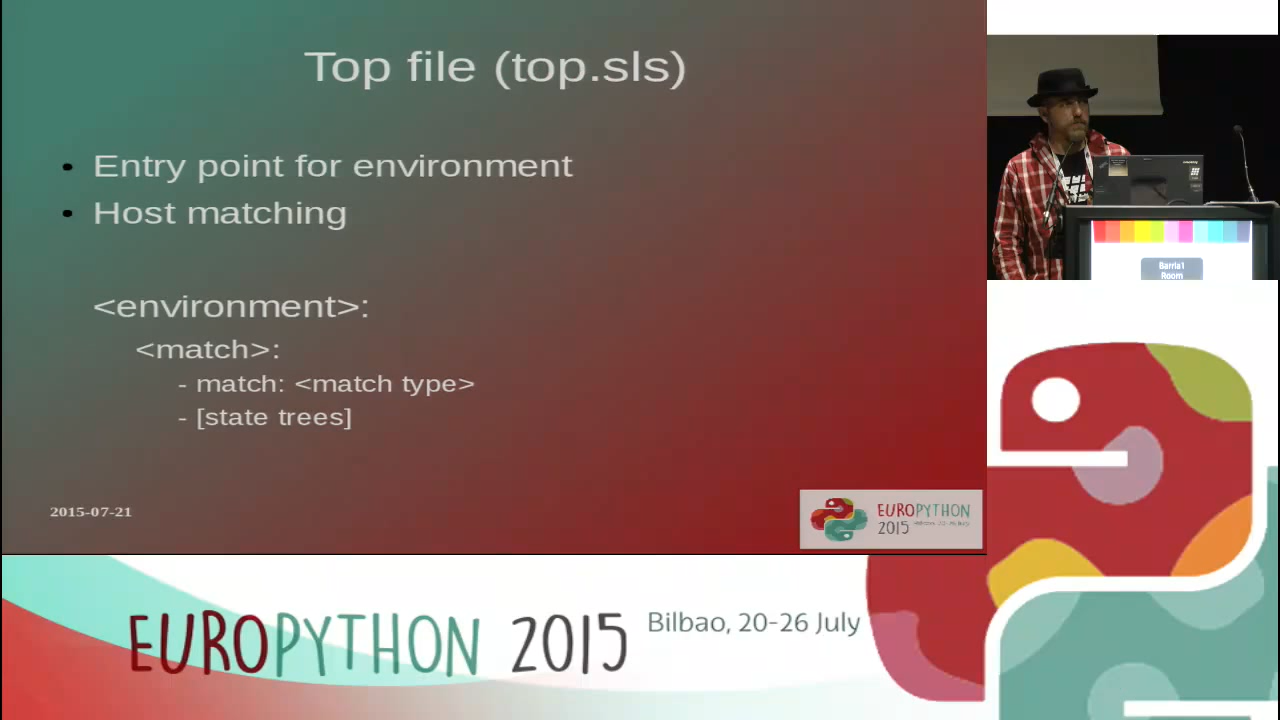 Top file (top.sls)
• Entry point for environment
• Host matching
<environment>:
<match>:
- match: <match type>
- [state trees]
2015-07-21
EUROPYTHON
2015
Barria1
Room
EUROPYTHON 2015
Bilbao, 20-26 July